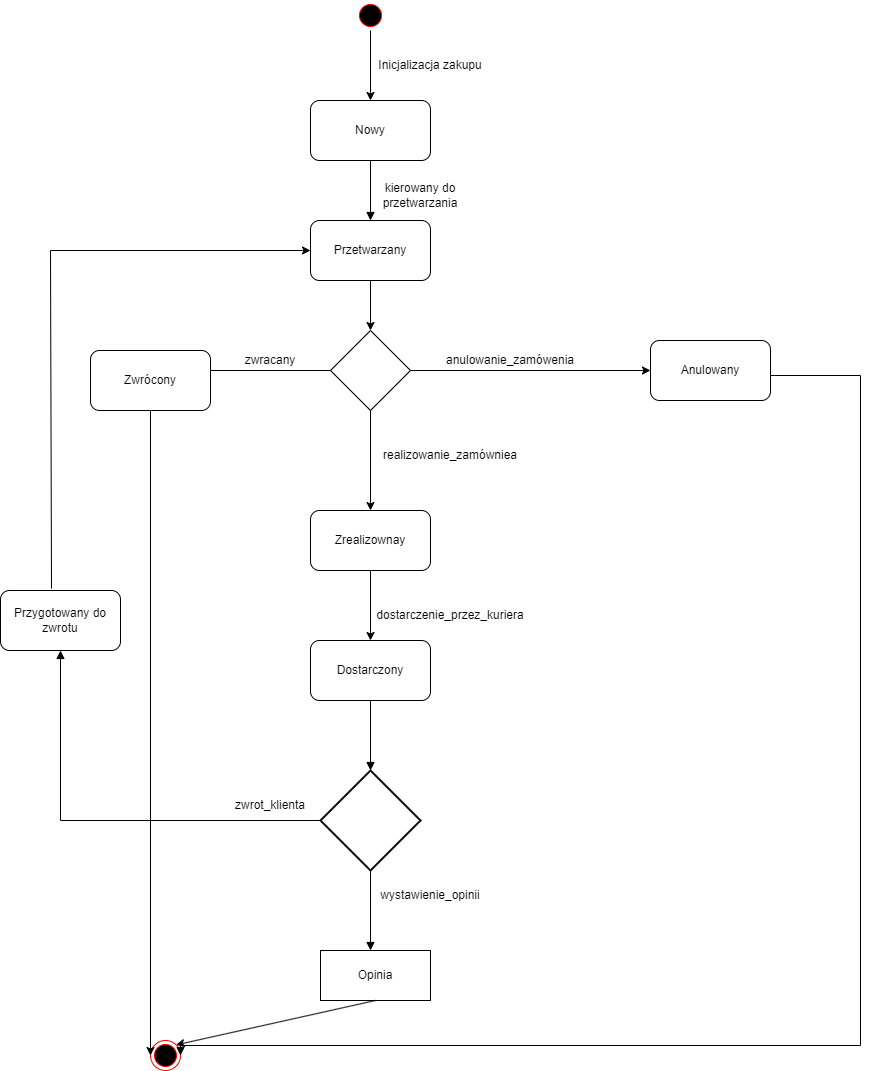 Inicjalizacja zakupu
Nowy
kierowany do
przetwarzania
Przetwarzany
zwracany
anulowanie_zamówenia
Zwrócony
Anulowany
realizowanie_zamówniea
Zrealizownay
Przygotowany do
zwrotu
dostarczenie_przez_kuriera
Dostarczony
zwrot_klienta
wystawienie_opinii
Opinia